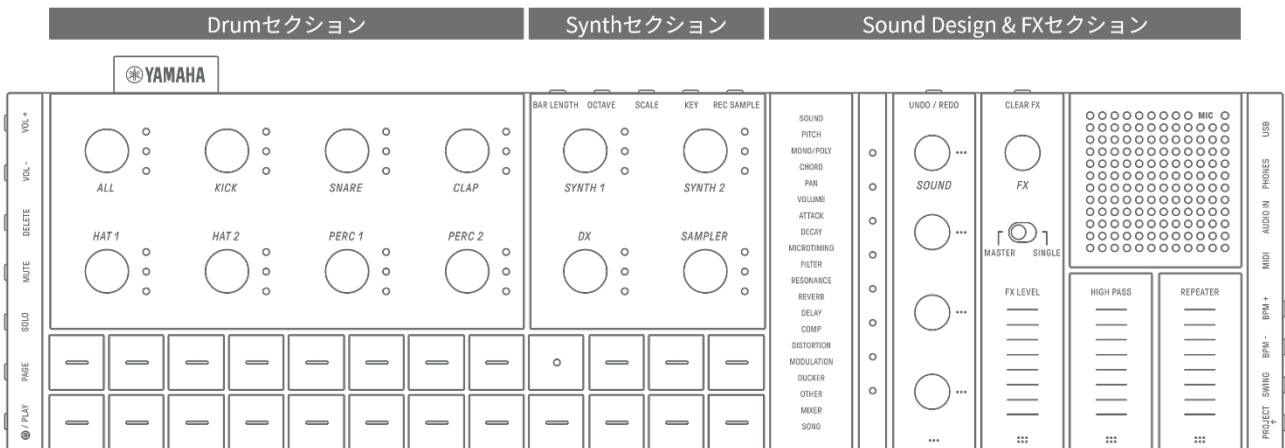 Drumセクション
Synthセクション
Sound Design & FXセクション
YAMAHA
VOL +
VOL -
DELETE
MUTE
SOLO
PAGE
/ PLAY
ALL
KICK
SNARE
CLAP
HAT 1
HAT 2
PERC 1
PERC 2
BAR LENGTH
OCTAVE
SCALE
KEY
REC SAMPLE
SYNTH 1
SYNTH 2
DX
SAMPLER
SOUND
PITCH
MONO/POLY
CHORD
PAN
VOLUME
ATTACK
DECAY
MICROTIMING
FILTER
RESONANCE
REVERB
DELAY
COMP
DISTORTION
MODULATION
DUCKER
OTHER
MIXER
SONG
UNDO / REDO
SOUND
CLEAR FX
FX
MASTER
SINGLE
FX LEVEL
MIC
HIGH PASS
REPEATER
USB
PHONES
AUDIO IN
MIDI
BPM +
BPM -
SWING
PROJECT